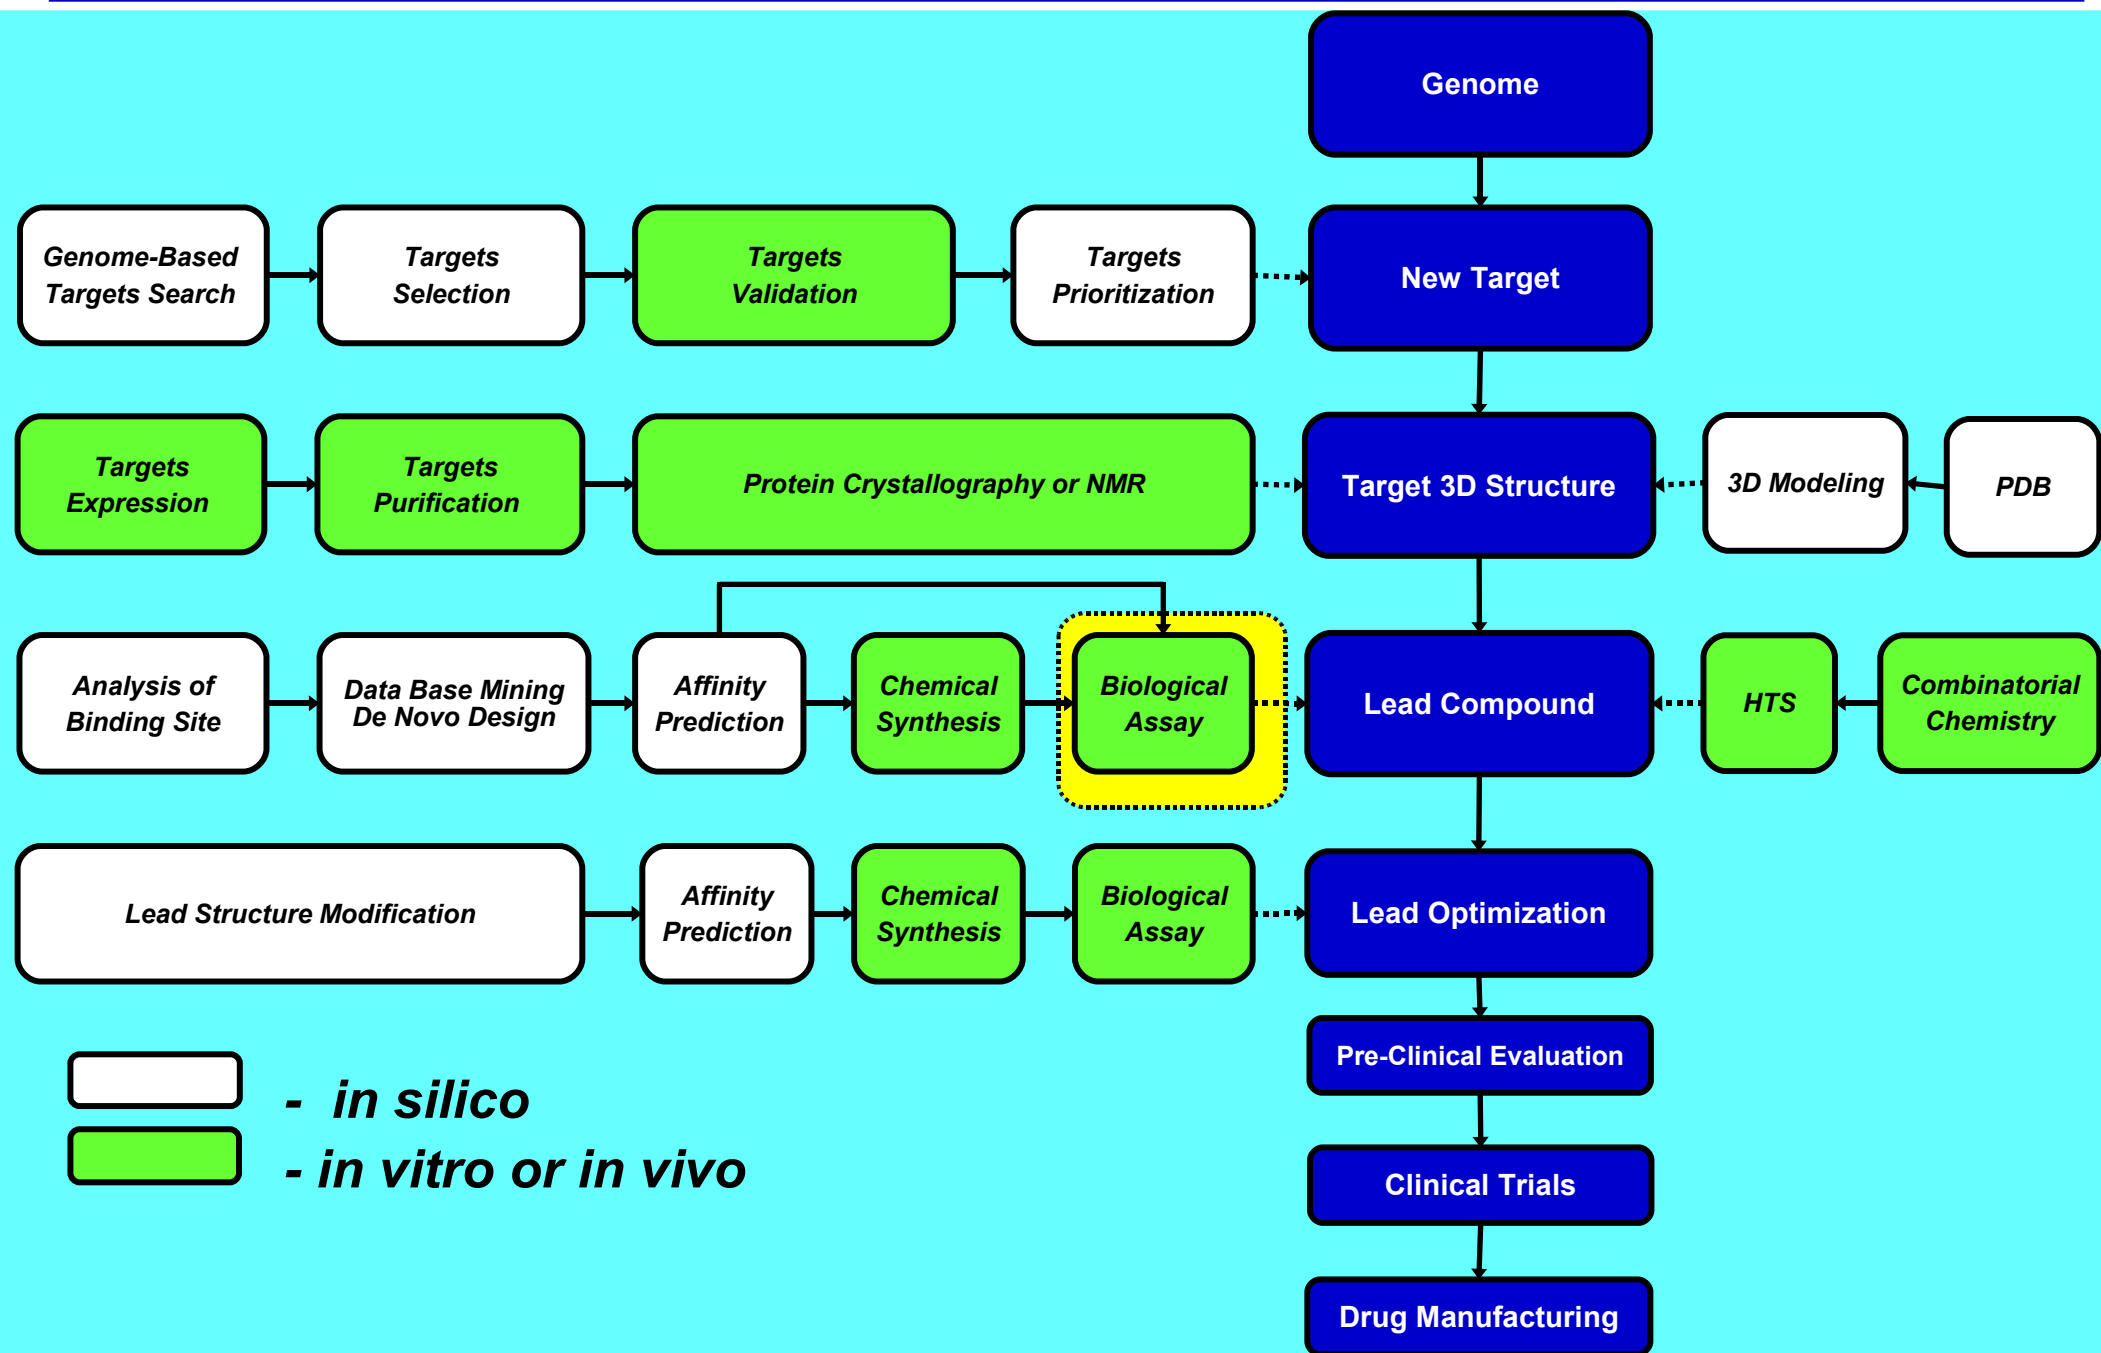 Genome
Genome-Based
Targets Search
Targets
Selection
Targets
Validation
Targets
Prioritization
New Target
Targets
Expression
Targets
Purification
Protein Crystallography or NMR
Target 3D Structure
3D Modeling
PDB
Analysis of
Binding Site
Data Base Mining
De Novo Design
Affinity
Prediction
Chemical
Synthesis
Biological
Assay
Lead Compound
HTS
Combinatorial
Chemistry
Lead Structure Modification
Affinity
Prediction
Chemical
Synthesis
Biological
Assay
Lead Optimization
Pre-Clinical Evaluation
- in silico
- in vitro or in vivo
Clinical Trials
Drug Manufacturing